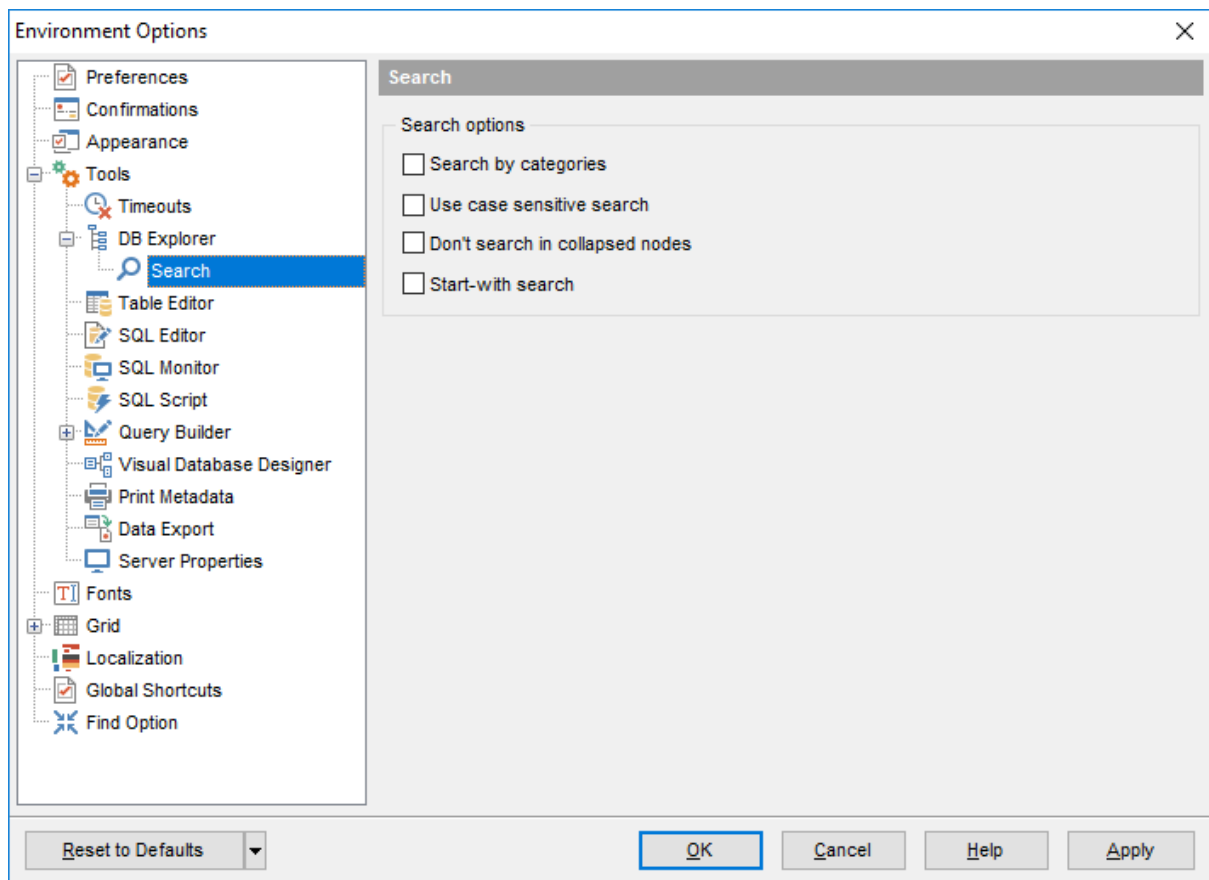 Environment Options
Preferences
Confirmations
Appearance
Tools
Timeouts
DB Explorer
Search
Table Editor
SQL Editor
SQL Monitor
SQL Script
Query Builder
Visual Database Designer
Print Metadata
Data Export
Server Properties
Fonts
Grid
Localization
Global Shortcuts
Find Option
Search
Search options
Search by categories
Use case sensitive search
Don't search in collapsed nodes
Start-with search
Reset to Defaults
OK
Cancel
Help
Apply